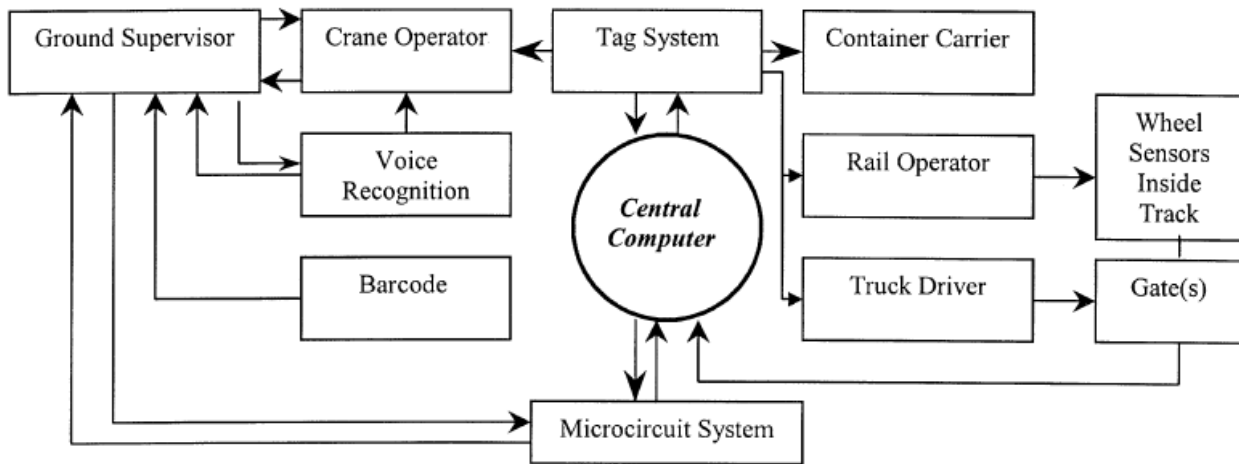 Ground Supervisor
Crane Operator
Tag System
Container Carrier
Voice
Recognition
Central
Computer
Rail Operator
Wheel
Sensors
Inside
Track
Barcode
Truck Driver
Gate(s)
Microcircuit System